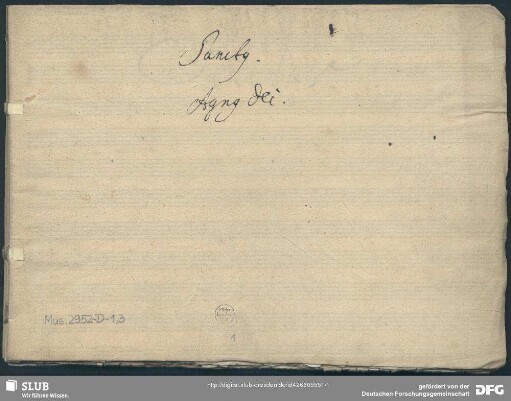 Sanctg.
Agng Dei.
Mus. 2952-D-1,3
1
SLUB
Wir führen Wissen.
gefördert von der
Deutschen Forschungsgemeinschaft
DFG